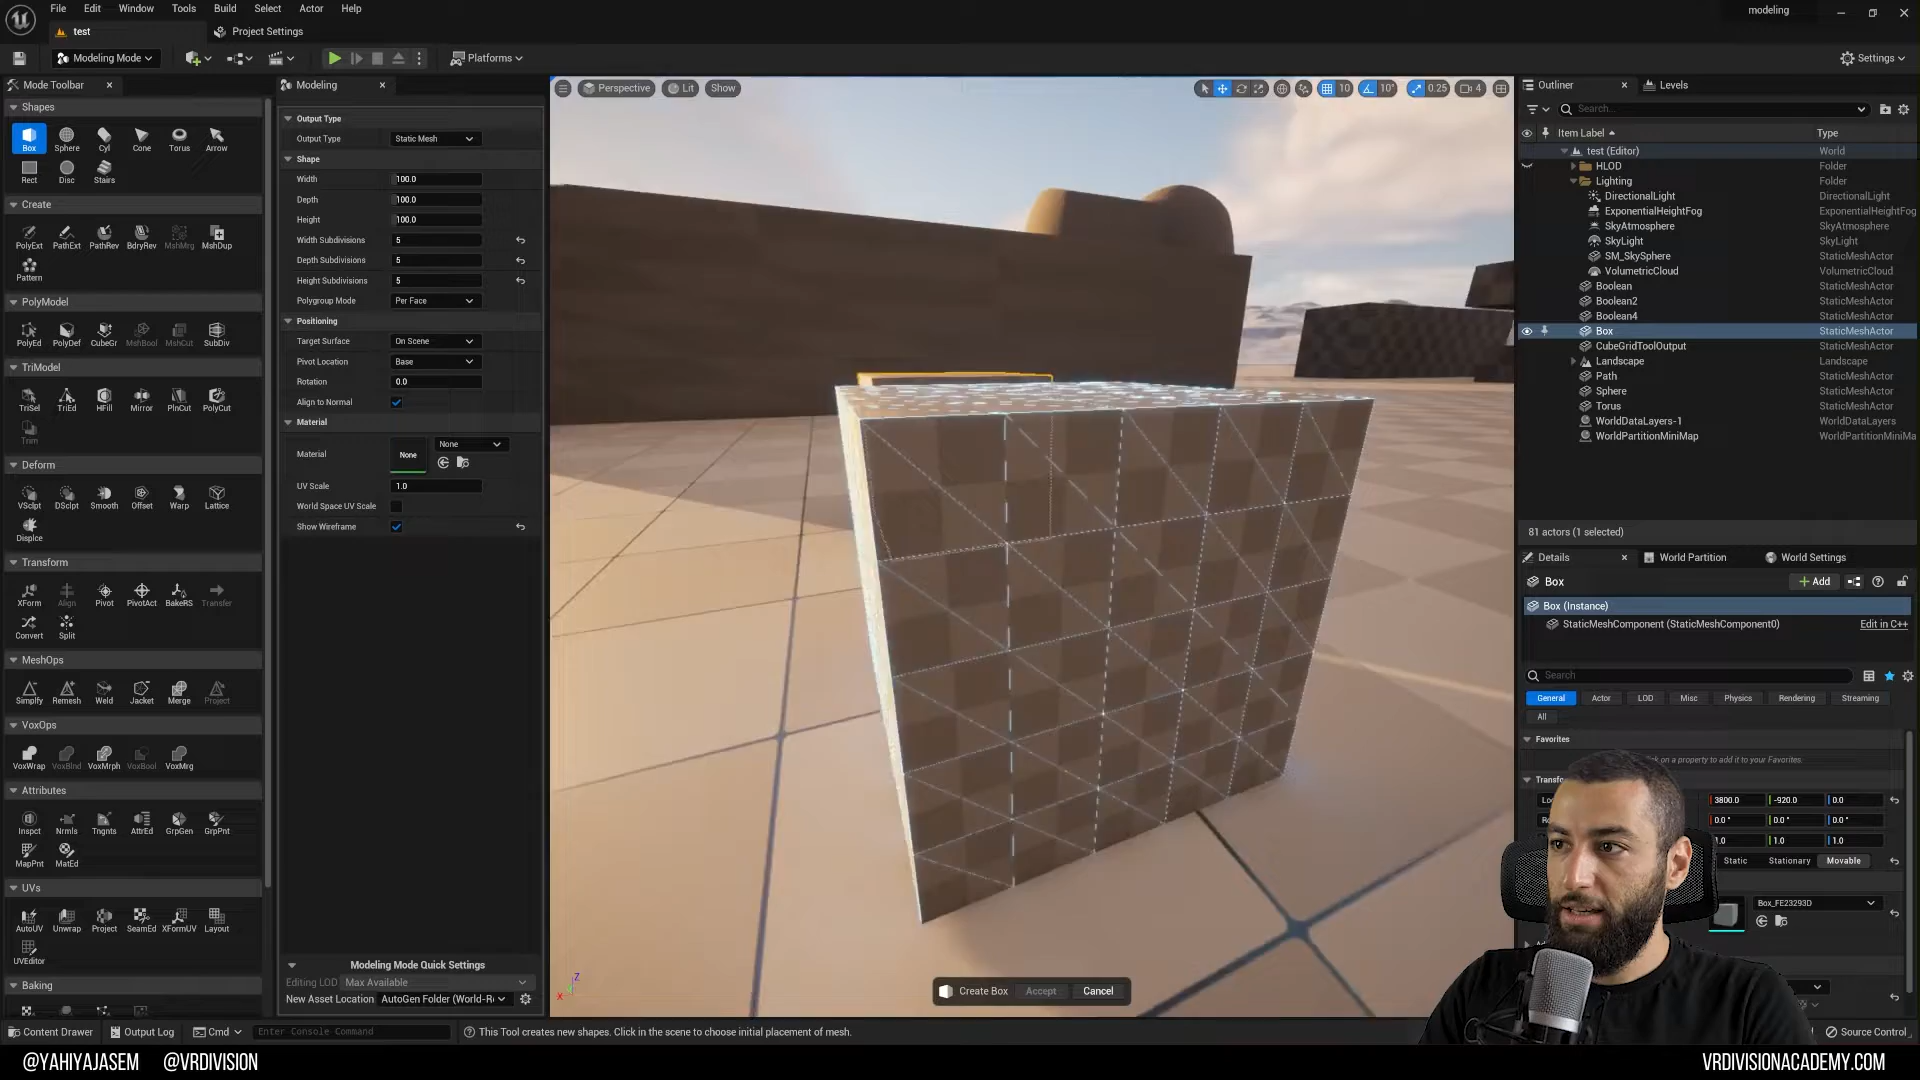 File Edit Window Tools Build Select Actor Help
modeling
test
Project Settings
Modeling Mode
Platforms
Settings
Mode Toolbar
Shapes
Box Sphere Cyl Cone Torus Arrow
Rect Disc Stairs
Create
PolyExt PathExt PathRev BdryRev MshMrg MshDup
Pattern
PolyModel
PolyEd PolyDef CubeGr MshBool MshCut SubDiv
TriModel
TriSel TriEd HFill Mirror PlnCut PolyCut
Trim
Deform
VSclpt DSclpt Smooth Offset Warp Lattice
Displce
Transform
XForm Align Pivot PivotAct BakeRS Transfer
Convert Split
MeshOps
Simplfy Remesh Weld Jacket Merge Project
VoxOps
VoxWrap VoxBlnd VoxMrph VoxBool VoxMrg
Attributes
Inspct Nrmls Tngnts AttrEd GrpGen GrpPnt
MapPnt MatEd
UVs
AutoUV Unwrap Project SeamEd XFormUV Layout
UVEditor
Baking
Modeling
Output Type
Output Type Static Mesh
Shape
Width 100.0
Depth 100.0
Height 100.0
Width Subdivisions 5
Depth Subdivisions 5
Height Subdivisions 5
Polygroup Mode Per Face
Positioning
Target Surface On Scene
Pivot Location Base
Rotation 0.0
Align to Normal
Material
Material None None
UV Scale 1.0
World Space UV Scale
Show Wireframe
Modeling Mode Quick Settings
Editing LOD Max Available
New Asset Location AutoGen Folder (World-R
Perspective Lit Show
10 10° 0.25 4
Z
X
Create Box Accept Cancel
Outliner Levels
Search...
Item Label Type
test (Editor) World
HLOD Folder
Lighting Folder
DirectionalLight DirectionalLight
ExponentialHeightFog ExponentialHeightFog
SkyAtmosphere SkyAtmosphere
SkyLight SkyLight
SM_SkySphere StaticMeshActor
VolumetricCloud VolumetricCloud
Boolean StaticMeshActor
Boolean2 StaticMeshActor
Boolean4 StaticMeshActor
Box StaticMeshActor
CubeGridToolOutput StaticMeshActor
Landscape Landscape
Path StaticMeshActor
Sphere StaticMeshActor
Torus StaticMeshActor
WorldDataLayers-1 WorldDataLayers
WorldPartitionMiniMap WorldPartitionMiniMa
81 actors (1 selected)
Details World Partition World Settings
Box
Add
Box (Instance)
StaticMeshComponent (StaticMeshComponent0) Edit in C++
Search
General Actor LOD Misc Physics Rendering Streaming
All
Favorites
on a property to add it to your Favorites.
Transf
Lo 3800.0 -920.0 0.0
0.0 ° 0.0 ° 0.0 °
1.0 1.0 1.0
Static Stationary Movable
Box_FE23293D
Content Drawer Output Log Cmd Enter Console Command
This Tool creates new shapes. Click in the scene to choose initial placement of mesh.
Source Control
@YAHIYAJASEM @VRDIVISION
VRDIVISIONACADEMY.COM